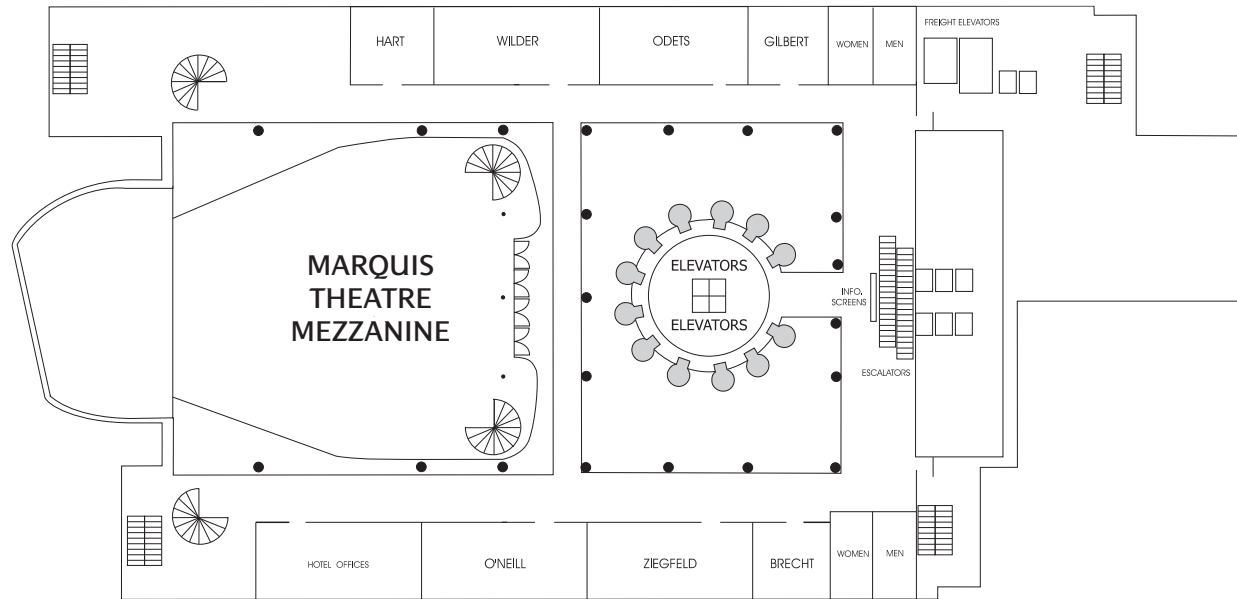 FREIGHT ELEVATORS
HART
WILDER
ODETS
GILBERT
WOMEN
MEN
MARQUIS
THEATRE
MEZZANINE
ELEVATORS
ELEVATORS
INFO.
SCREENS
ESCALATORS
HOTEL OFFICES
O'NEILL
ZIEGFELD
BRECHT
WOMEN
MEN